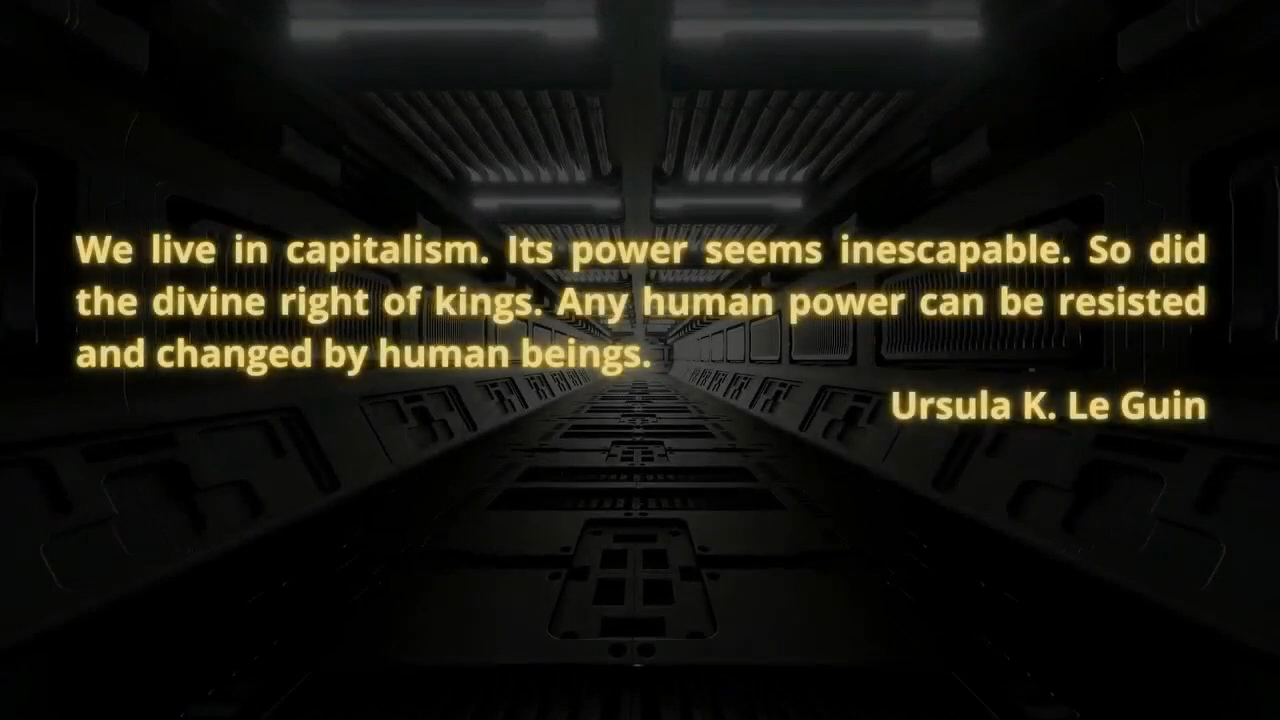 We live in capitalism. Its power seems inescapable. So did
the divine right of kings. Any human power can be resisted
and changed by human beings.
Ursula K. Le Guin